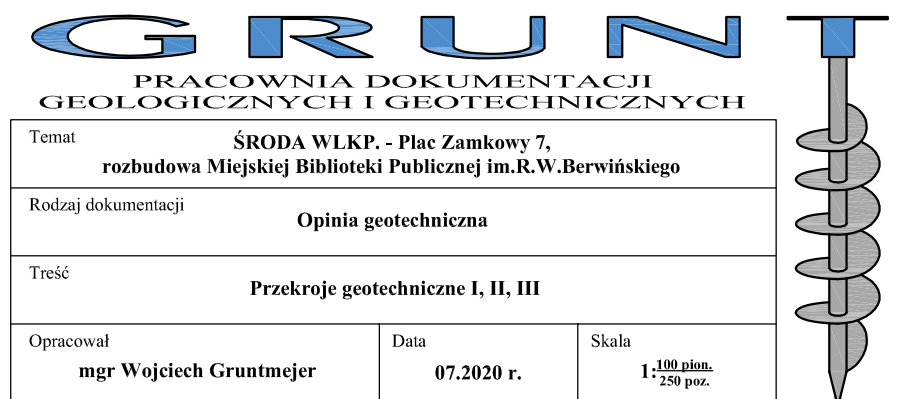 GRUNT
PRACOWNIA DOKUMENTACJI
GEOLOGICZNYCH I GEOTECHNICZNYCH
Temat
ŚRODA WLKP. - Plac Zamkowy 7,
rozbudowa Miejskiej Biblioteki Publicznej im.R.W.Berwińskiego
Rodzaj dokumentacji
Opinia geotechniczna
Treść
Przekroje geotechniczne I, II, III
Opracował
mgr Wojciech Gruntmejer
Data
07.2020 r.
Skala
1:100 pion.
250 poz.